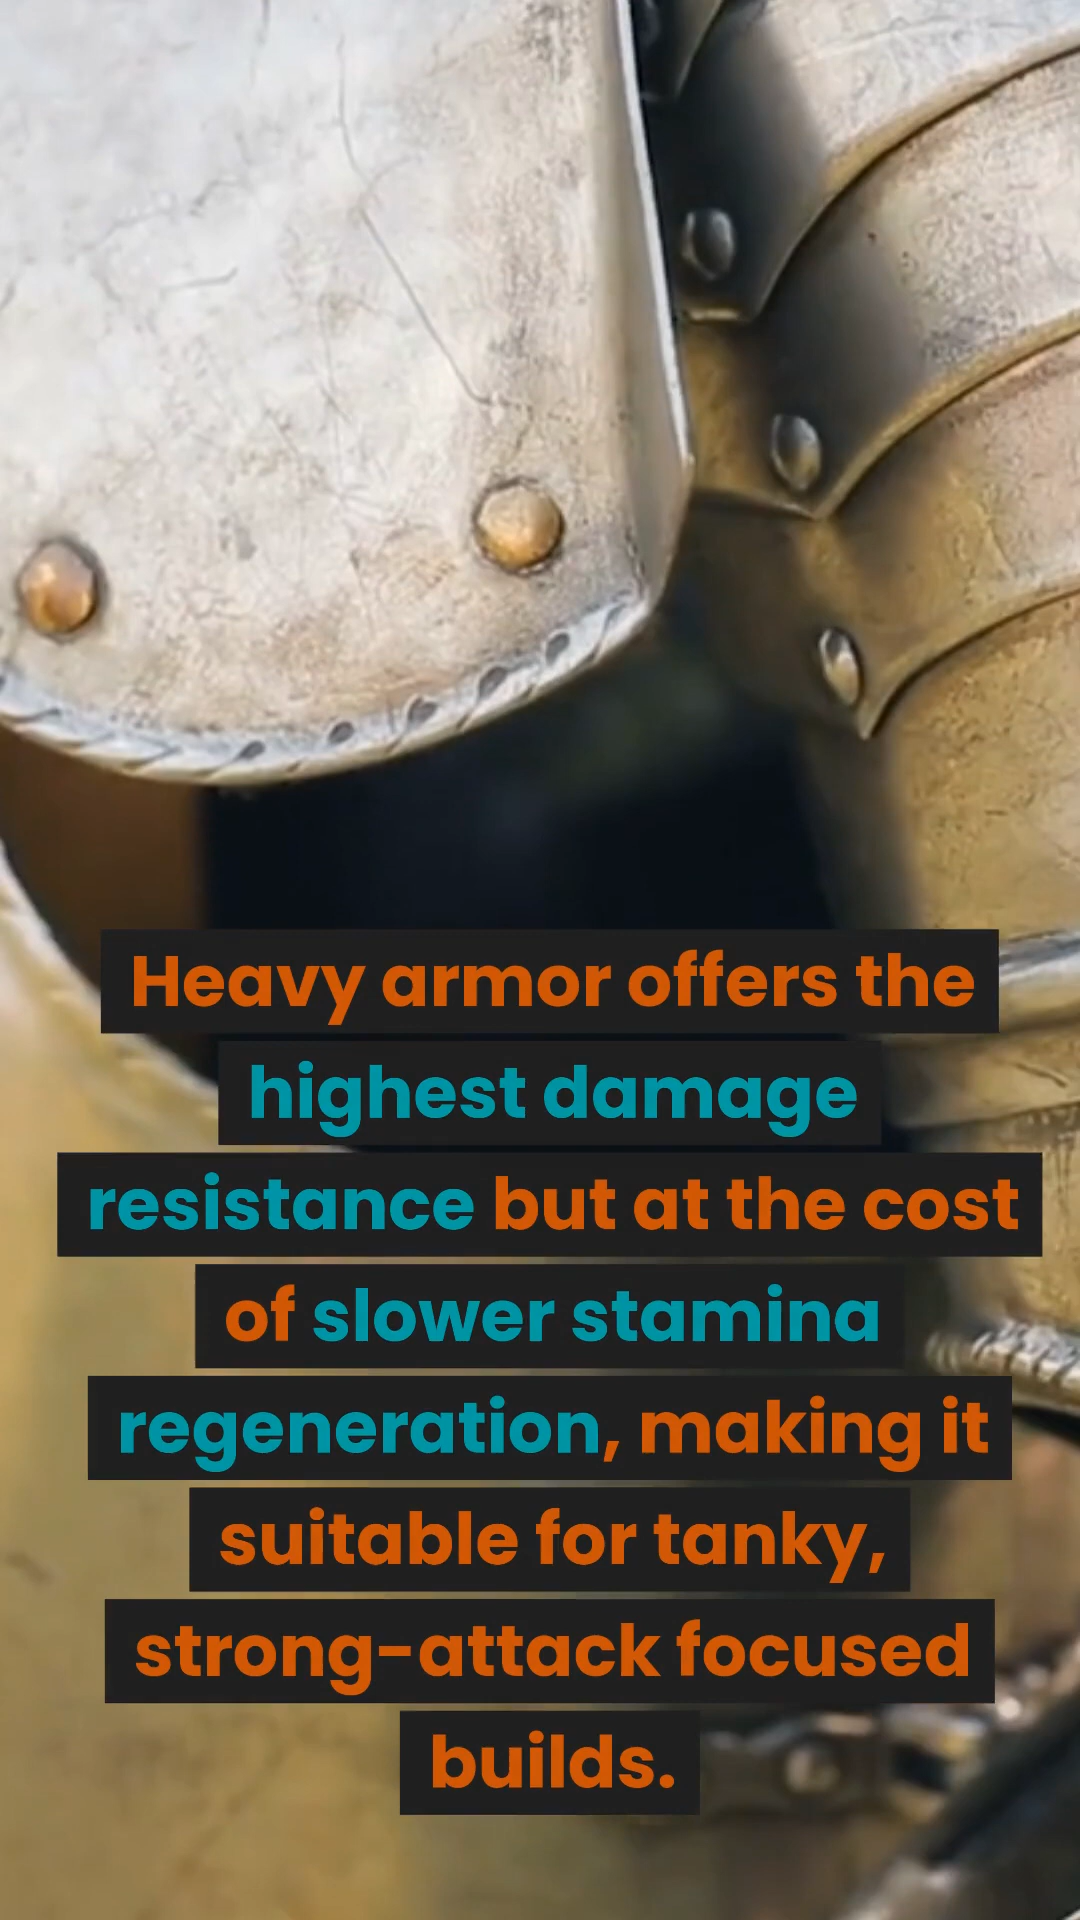 Heavy armor offers the
highest damage
resistance but at the cost
of slower stamina
regeneration, making it
suitable for tanky,
strong-attack focused
builds.